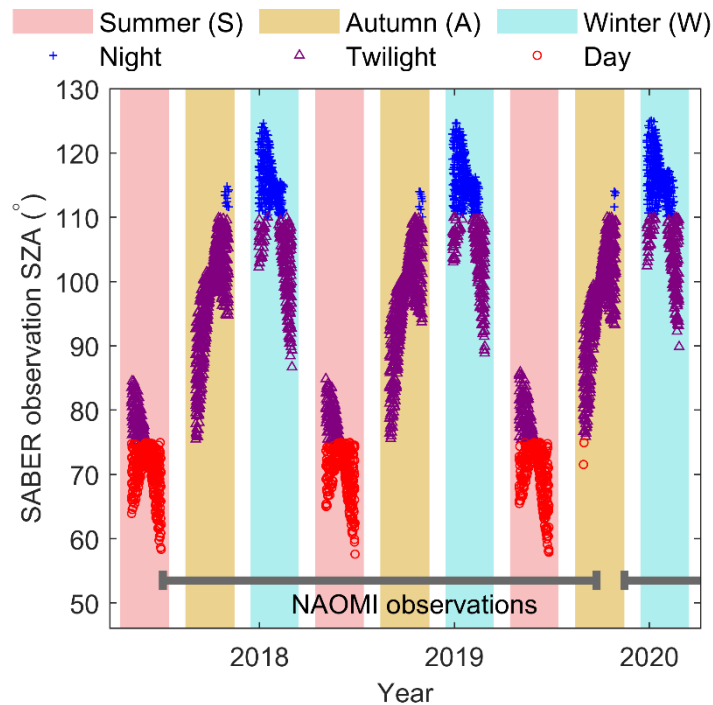 Summer (S) Autumn (A) Winter (W)
+ Night △ Twilight ○ Day
130
120
110
100
90
80
70
60
50
SABER observation SZA (°)
NAOMI observations
2018 2019 2020
Year